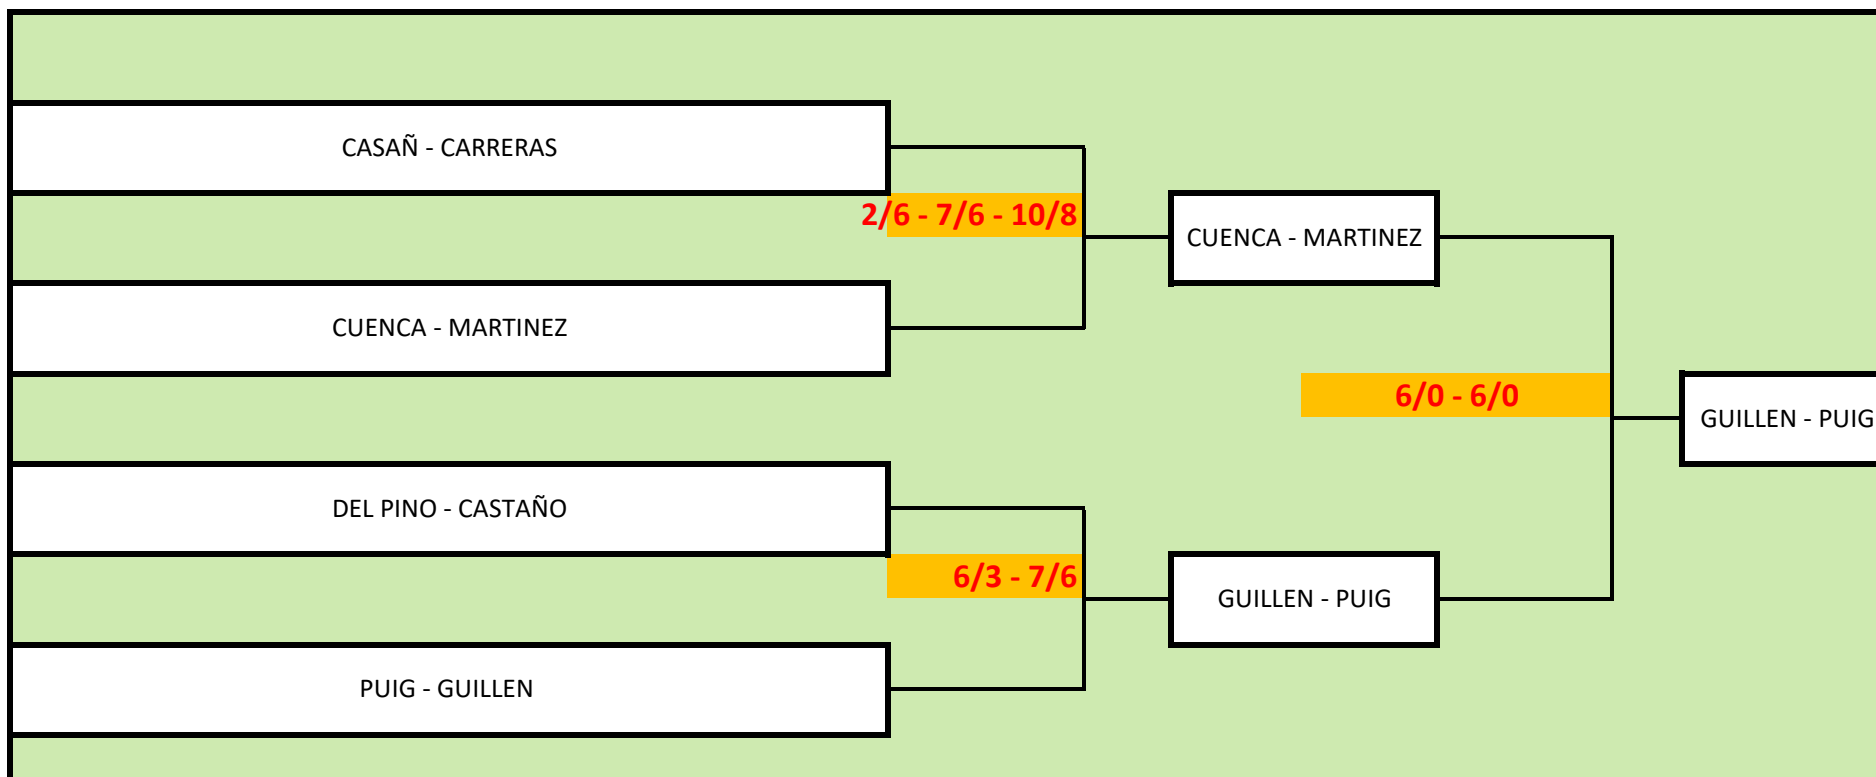 CASAÑ - CARRERAS
2/6 - 7/6 - 10/8
CUENCA - MARTINEZ
CUENCA - MARTINEZ
6/0 - 6/0
GUILLEN - PUIG
DEL PINO - CASTAÑO
6/3 - 7/6
GUILLEN - PUIG
PUIG - GUILLEN